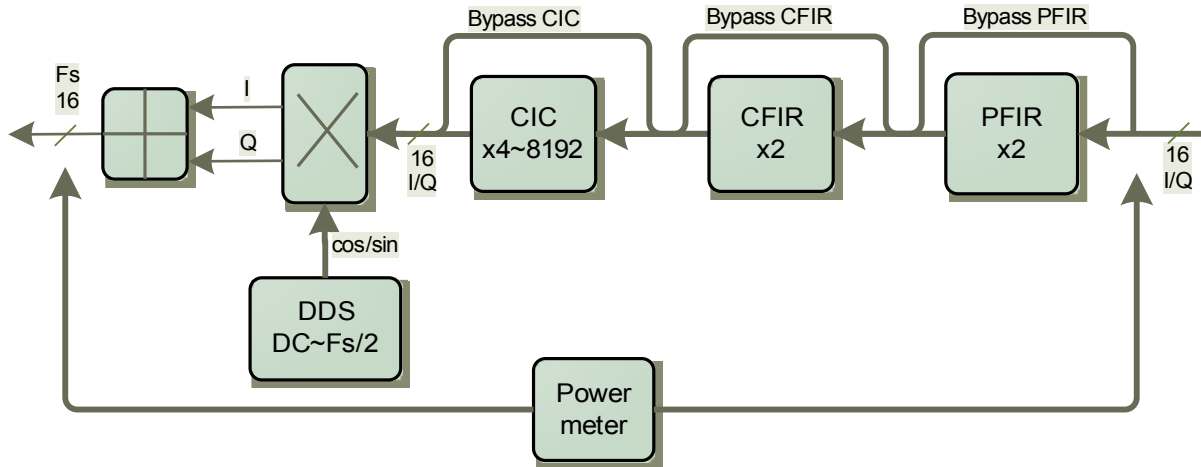 Bypass CIC
Bypass CFIR
Bypass PFIR
Fs
16
I
Q
CIC
x4~8192
CFIR
x2
PFIR
x2
16
I/Q
16
I/Q
cos/sin
DDS
DC~Fs/2
Power
meter